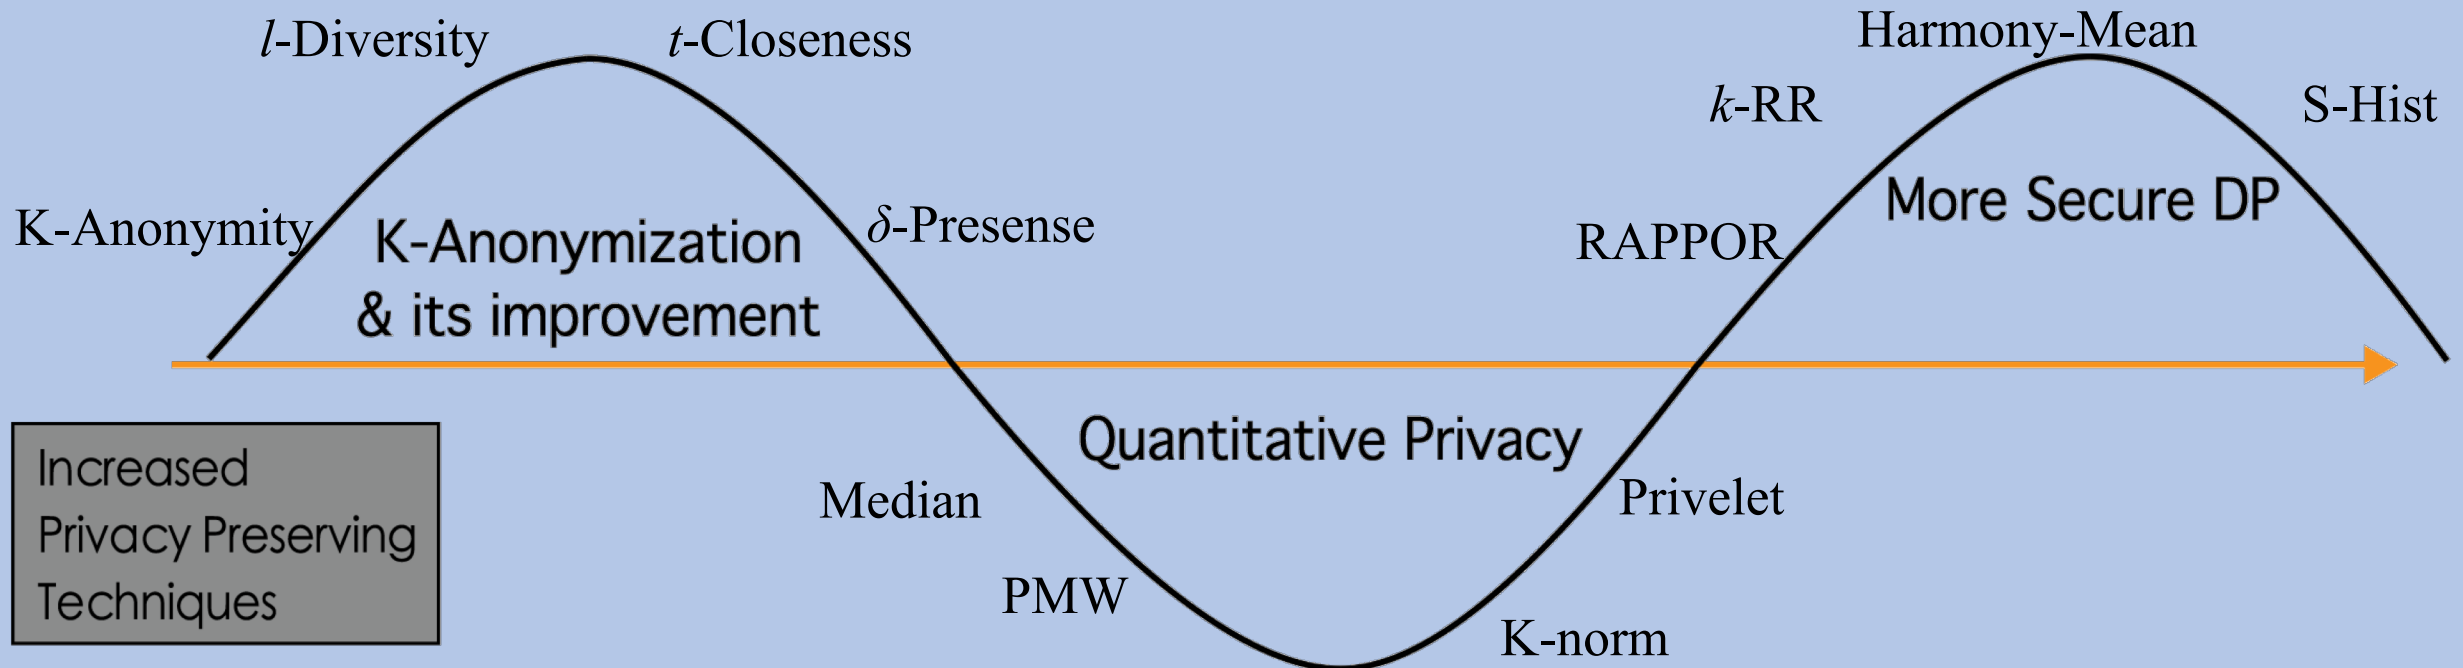 l-Diversity
t-Closeness
K-Anonymity
K-Anonymization
& its improvement
δ-Presense
Median
PMW
Quantitative Privacy
K-norm
Privelet
RAPPOR
k-RR
Harmony-Mean
S-Hist
More Secure DP
Increased
Privacy Preserving
Techniques